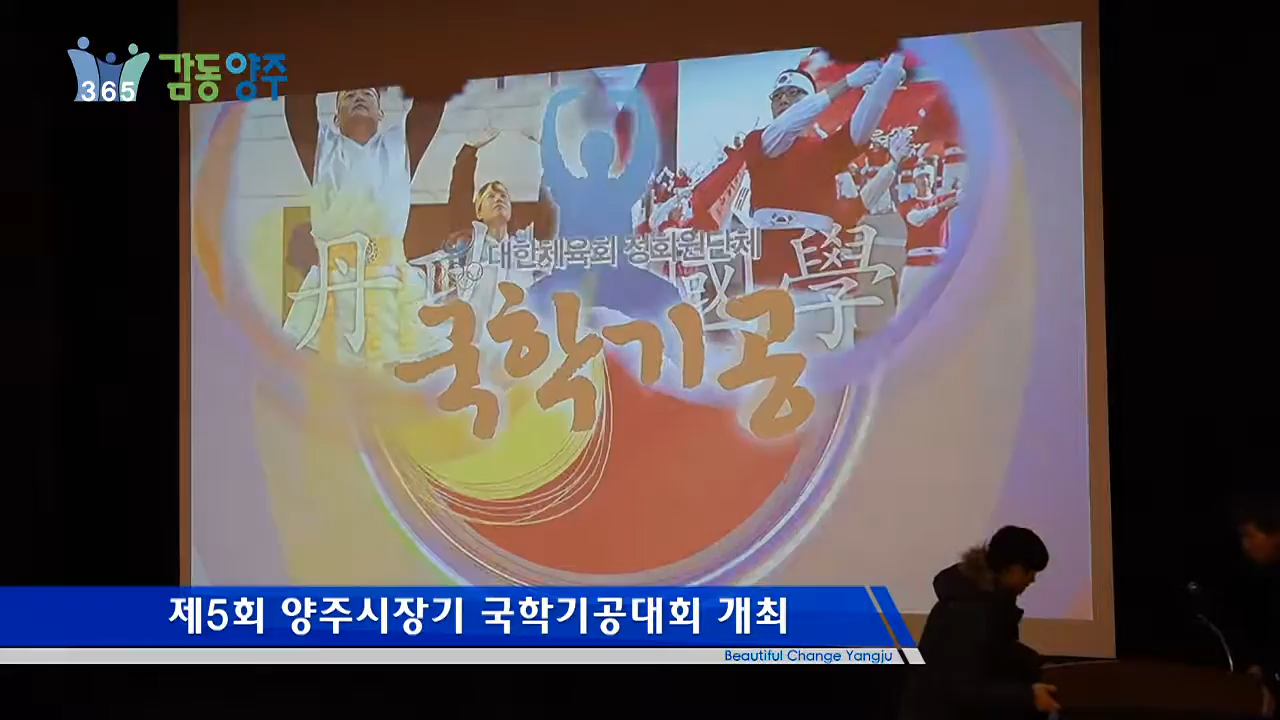 365 감동양주
대한체육회 정회원단체
丹 國學
국학기공
제5회 양주시장기 국학기공대회 개최
Beautiful Change Yangju